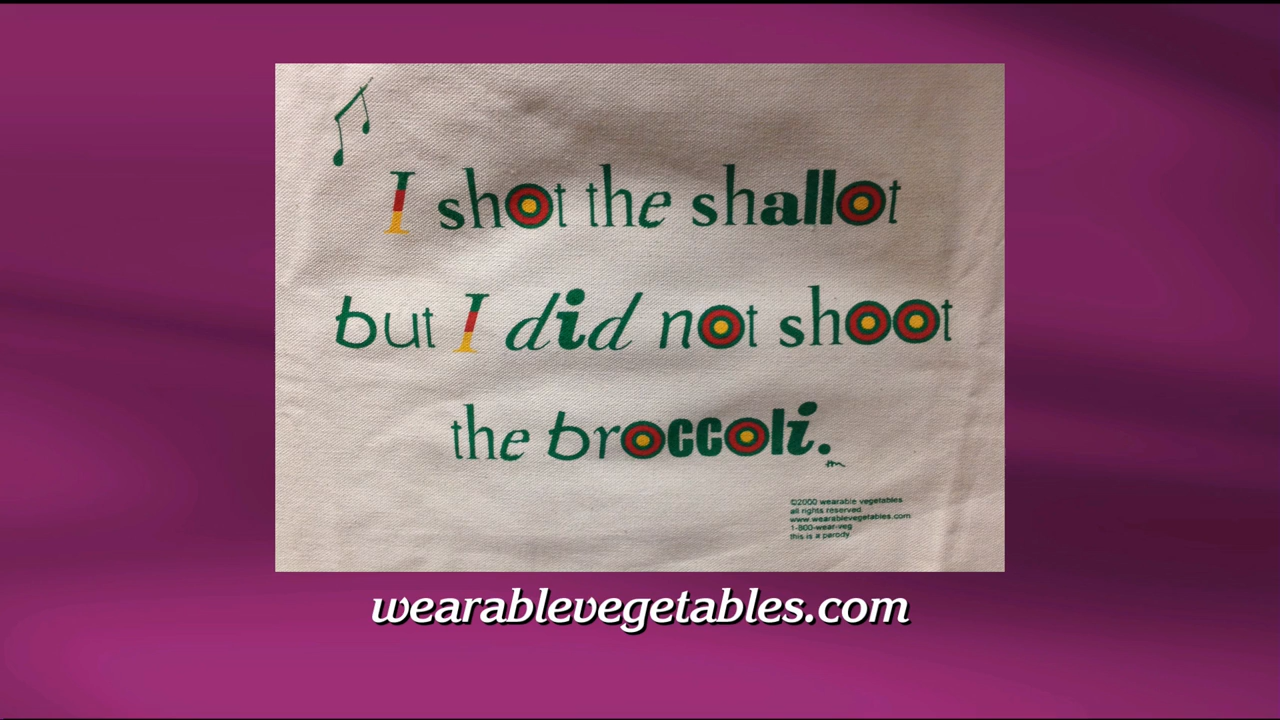 I shot the shallot
but I did not shoot
the broccoli.
tm
©2000 wearable vegetables
all rights reserved
www.wearablevegetables.com
1-800-wear-veg
this is a parody
wearablevegetables.com